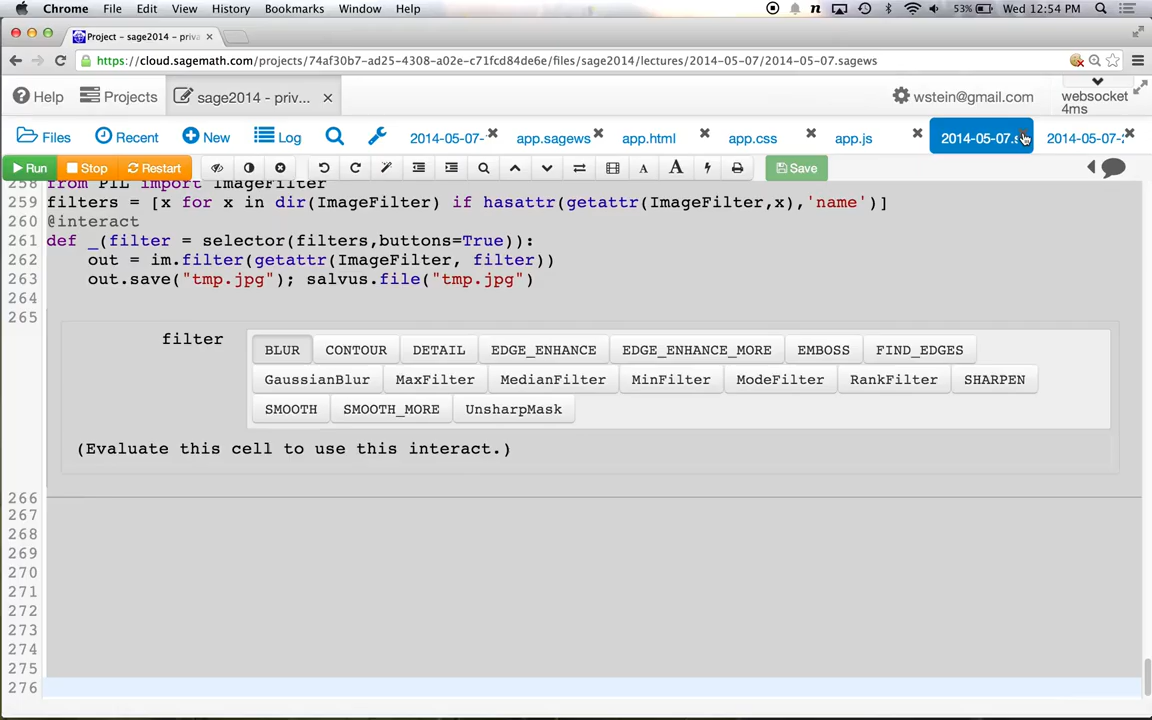 Chrome File Edit View History Bookmarks Window Help 53% Wed 12:54 PM
Project – sage2014 – priva
https://cloud.sagemath.com/projects/74af30b7-ad25-4308-a02e-c71fcd84de6e/files/sage2014/lectures/2014-05-07/2014-05-07.sagews
Help Projects sage2014 - priv... wstein@gmail.com websocket
4ms
Files Recent New Log 2014-05-07- app.sagews app.html app.css app.js 2014-05-07.s 2014-05-07-
Run Stop Restart A A Save
258 from PIL import ImageFilter
259 filters = [x for x in dir(ImageFilter) if hasattr(getattr(ImageFilter,x),'name')]
260 @interact
261 def _(filter = selector(filters,buttons=True)):
262 out = im.filter(getattr(ImageFilter, filter))
263 out.save("tmp.jpg"); salvus.file("tmp.jpg")
264
265
filter BLUR CONTOUR DETAIL EDGE_ENHANCE EDGE_ENHANCE_MORE EMBOSS FIND_EDGES
GaussianBlur MaxFilter MedianFilter MinFilter ModeFilter RankFilter SHARPEN
SMOOTH SMOOTH_MORE UnsharpMask
(Evaluate this cell to use this interact.)
266
267
268
269
270
271
272
273
274
275
276